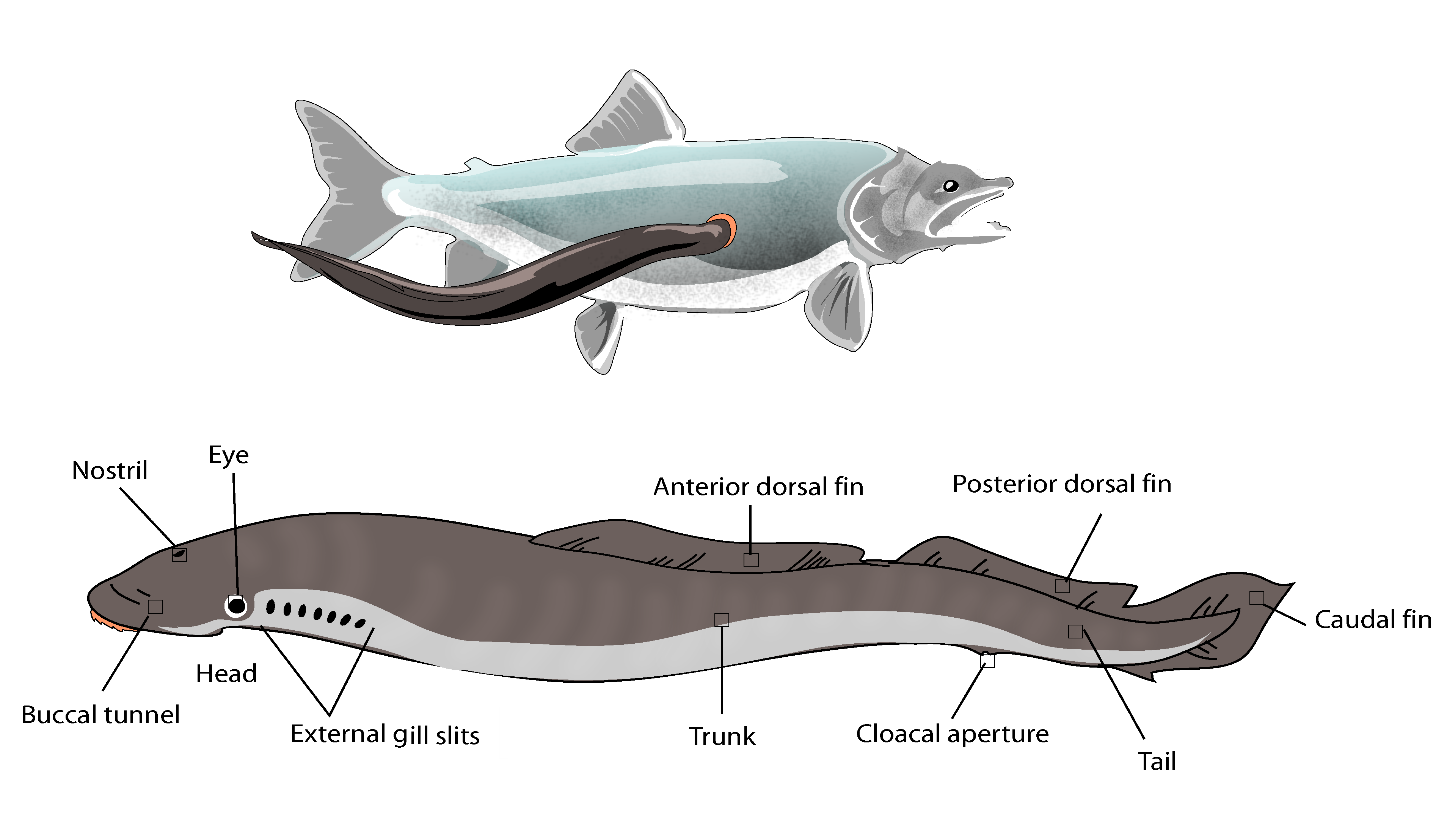 Eye
Nostril
Anterior dorsal fin
Posterior dorsal fin
Caudal fin
Head
Buccal tunnel
External gill slits
Trunk
Cloacal aperture
Tail